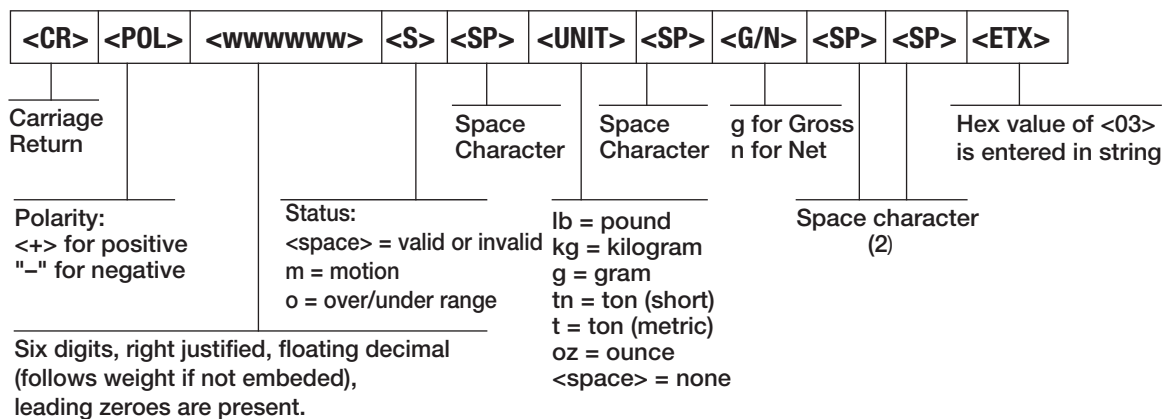 <CR> <POL> <wwwwww> <S> <SP> <UNIT> <SP> <G/N> <SP> <SP> <ETX>
Carriage
Return
Space
Character
Space
Character
g for Gross
n for Net
Hex value of <03>
is entered in string
Polarity:
<+> for positive
"–" for negative
Status:
<space> = valid or invalid
m = motion
o = over/under range
lb = pound
kg = kilogram
g = gram
tn = ton (short)
t = ton (metric)
oz = ounce
<space> = none
Space character
(2)
Six digits, right justified, floating decimal
(follows weight if not embeded),
leading zeroes are present.